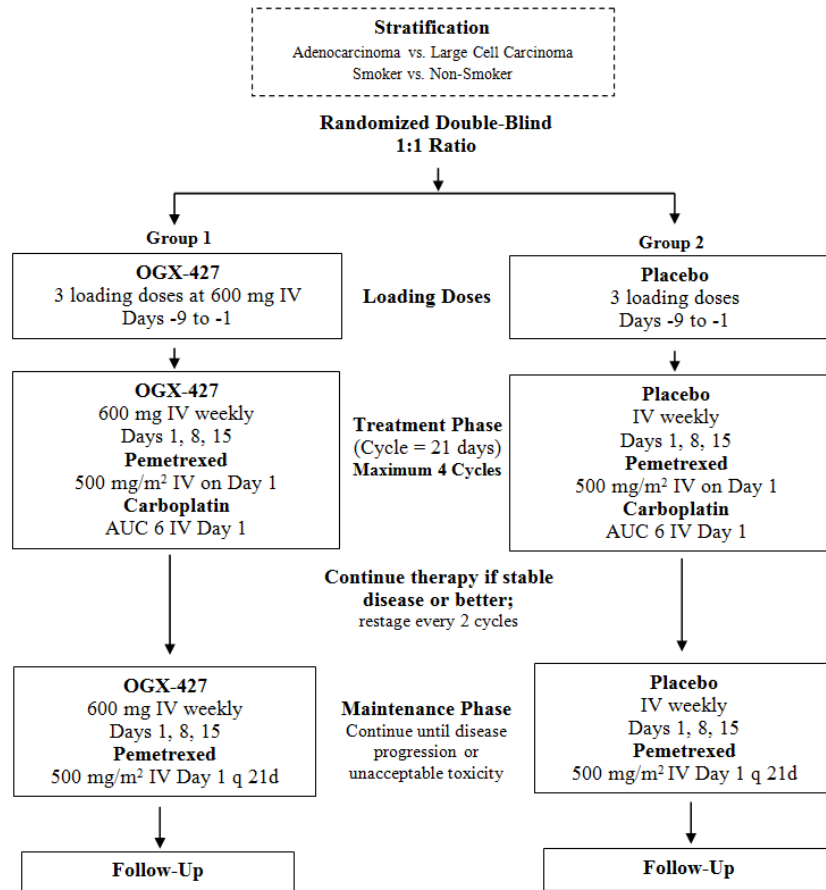 Stratification
Adenocarcinoma vs. Large Cell Carcinoma
Smoker vs. Non-Smoker
Randomized Double-Blind
1:1 Ratio
Group 1
OGX-427
3 loading doses at 600 mg IV
Days -9 to -1
Loading Doses
Group 2
Placebo
3 loading doses
Days -9 to -1
OGX-427
600 mg IV weekly
Days 1, 8, 15
Pemetrexed
500 mg/m² IV on Day 1
Carboplatin
AUC 6 IV Day 1
Treatment Phase
(Cycle = 21 days)
Maximum 4 Cycles
Placebo
IV weekly
Days 1, 8, 15
Pemetrexed
500 mg/m² IV on Day 1
Carboplatin
AUC 6 IV Day 1
Continue therapy if stable
disease or better;
restage every 2 cycles
OGX-427
600 mg IV weekly
Days 1, 8, 15
Pemetrexed
500 mg/m² IV Day 1 q 21d
Maintenance Phase
Continue until disease
progression or
unacceptable toxicity
Placebo
IV weekly
Days 1, 8, 15
Pemetrexed
500 mg/m² IV Day 1 q 21d
Follow-Up
Follow-Up